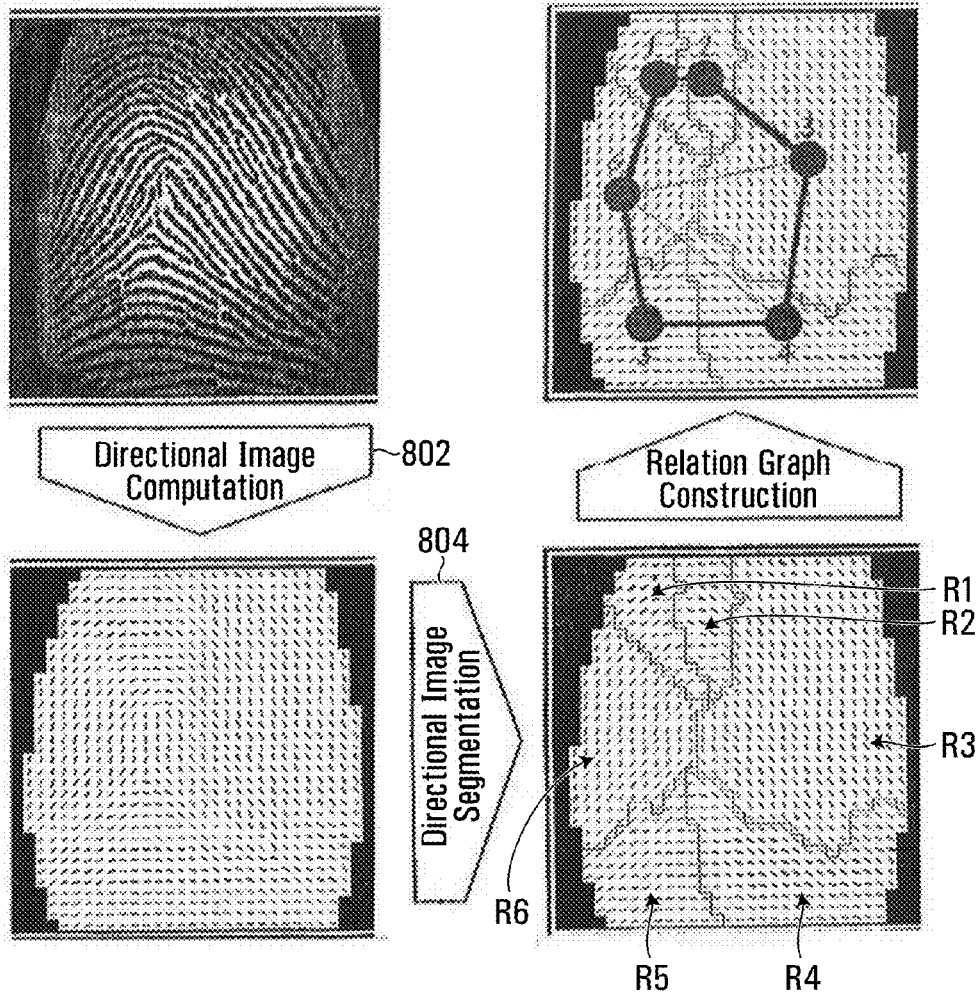 Directional Image
Computation
802
Relation Graph
Construction
804
Directional Image
Segmentation
R1
R2
R3
R6
R5
R4